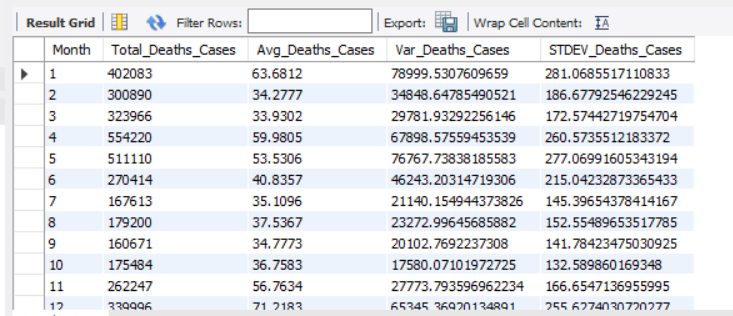 Result Grid Filter Rows: Export: Wrap Cell Content: IA
Month Total_Deaths_Cases Avg_Deaths_Cases Var_Deaths_Cases STDEV_Deaths_Cases
1 402083 63.6812 78999.5307609659 281.0685517110833
2 300890 34.2777 34848.64785490521 186.67792546229245
3 323966 33.9302 29781.93292256146 172.57442719754704
4 554220 59.9805 67898.57559453539 260.5735512183372
5 511110 53.5306 76767.73838185583 277.06991605343194
6 270414 40.8357 46243.20314719306 215.04232873365433
7 167613 35.1096 21140.154944373826 145.39654378414167
8 179200 37.5367 23272.99645685882 152.55489653517785
9 160671 34.7773 20102.7692237308 141.78423475030925
10 175484 36.7583 17580.07101972725 132.589860169348
11 262247 56.7634 27773.793596962234 166.6547136955995
12 339996 71.2183 65345.36920134891 255.6274030720277